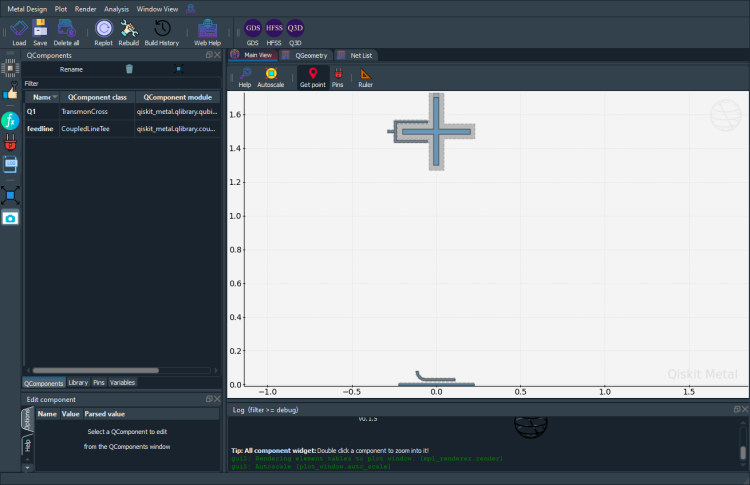 Metal Design Plot Render Analysis Window View
Load Save Delete all Replot Rebuild Build History Web Help GDS HFSS Q3D
GDS HFSS Q3D
QComponents
Main View QGeometry Net List
Rename
Filter
Help Autoscale Get point Pins Ruler
Name QComponent class QComponent module
Q1 TransmonCross qiskit_metal.qlibrary.qubi...
feedline CoupledLineTee qiskit_metal.qlibrary.cou...
1.6
1.4
1.2
1.0
0.8
0.6
0.4
0.2
0.0
−1.0 −0.5 0.0 0.5 1.0 1.5
Qiskit Metal
QComponents Library Pins Variables
Edit component
Options
Help
Name Value Parsed value
Select a QComponent to edit
from the QComponents window
Log (filter >= debug)
v0.1.5
Tip: All component widget: Double click a component to zoom into it!
gui2: Rendering element tables to plot window. [mpl_renderer.render]
gui2: Autoscale [plot_window.auto_scale]